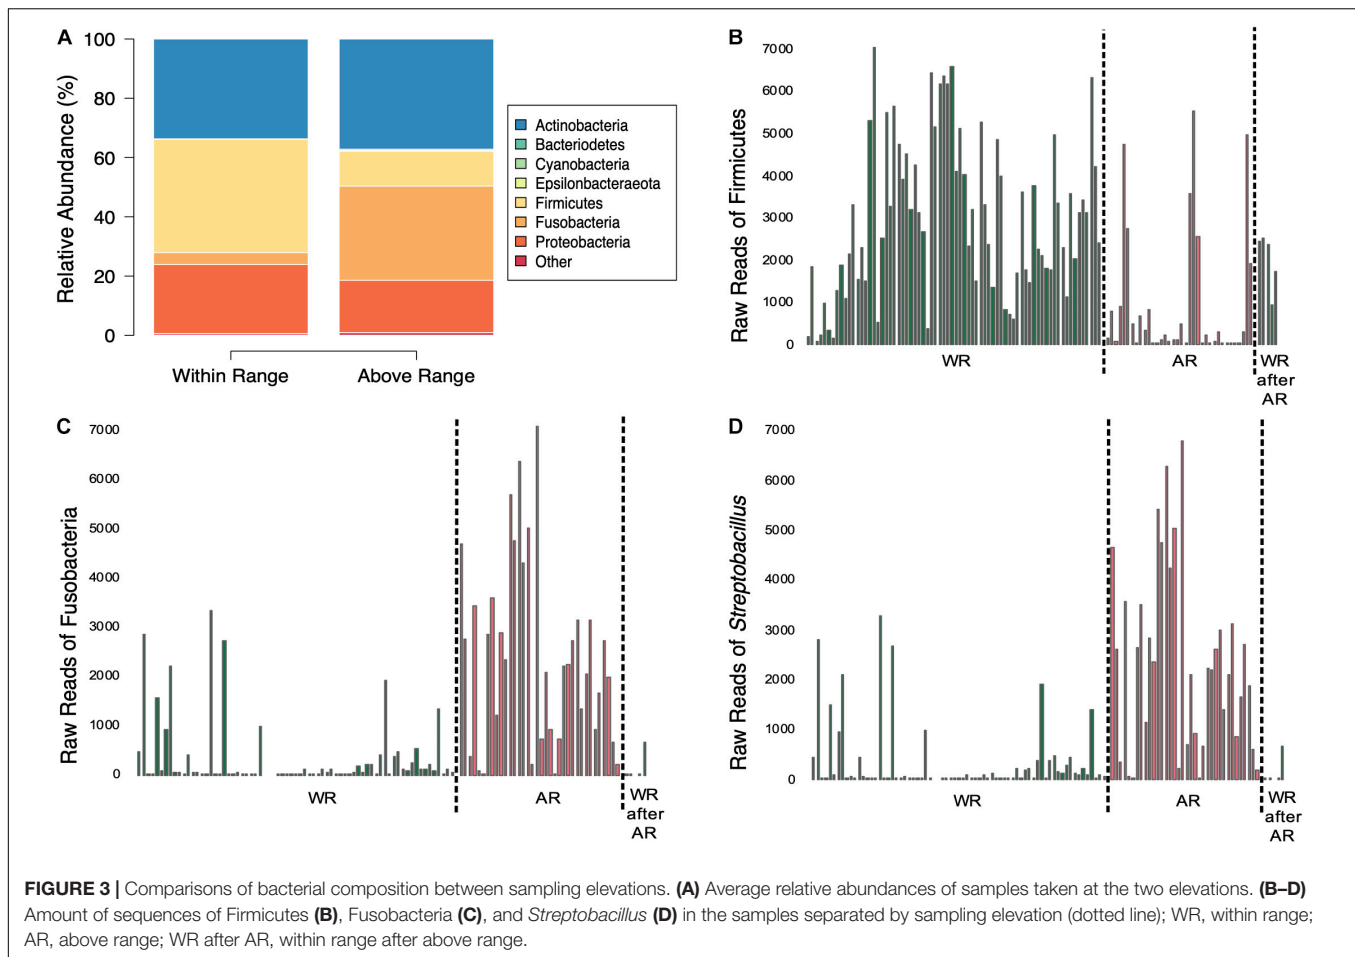 A
Relative Abundance (%)
100
80
60
40
20
0
Within Range
Above Range
Actinobacteria
Bacteriodetes
Cyanobacteria
Epsilonbacteraeota
Firmicutes
Fusobacteria
Proteobacteria
Other
B
Raw Reads of Firmicutes
7000
6000
5000
4000
3000
2000
1000
0
WR
AR
WR
after
AR
C
Raw Reads of Fusobacteria
7000
6000
5000
4000
3000
2000
1000
0
WR
AR
WR
after
AR
D
Raw Reads of Streptobacillus
7000
6000
5000
4000
3000
2000
1000
0
WR
AR
WR
after
AR
FIGURE 3 | Comparisons of bacterial composition between sampling elevations. (A) Average relative abundances of samples taken at the two elevations. (B–D)
Amount of sequences of Firmicutes (B), Fusobacteria (C), and Streptobacillus (D) in the samples separated by sampling elevation (dotted line); WR, within range;
AR, above range; WR after AR, within range after above range.